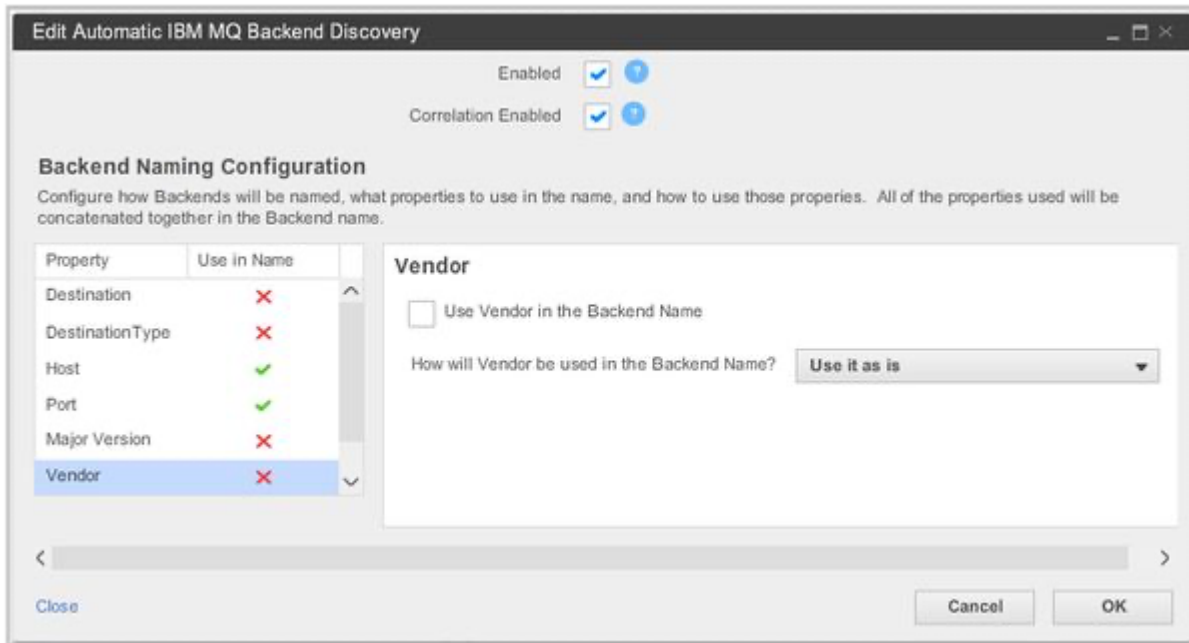 Edit Automatic IBM MQ Backend Discovery
Enabled
Correlation Enabled
Backend Naming Configuration
Configure how Backends will be named, what properties to use in the name, and how to use those properies. All of the properties used will be
concatenated together in the Backend name.
Property Use in Name
Destination
DestinationType
Host
Port
Major Version
Vendor
Vendor
Use Vendor in the Backend Name
How will Vendor be used in the Backend Name? Use it as is
Close Cancel OK